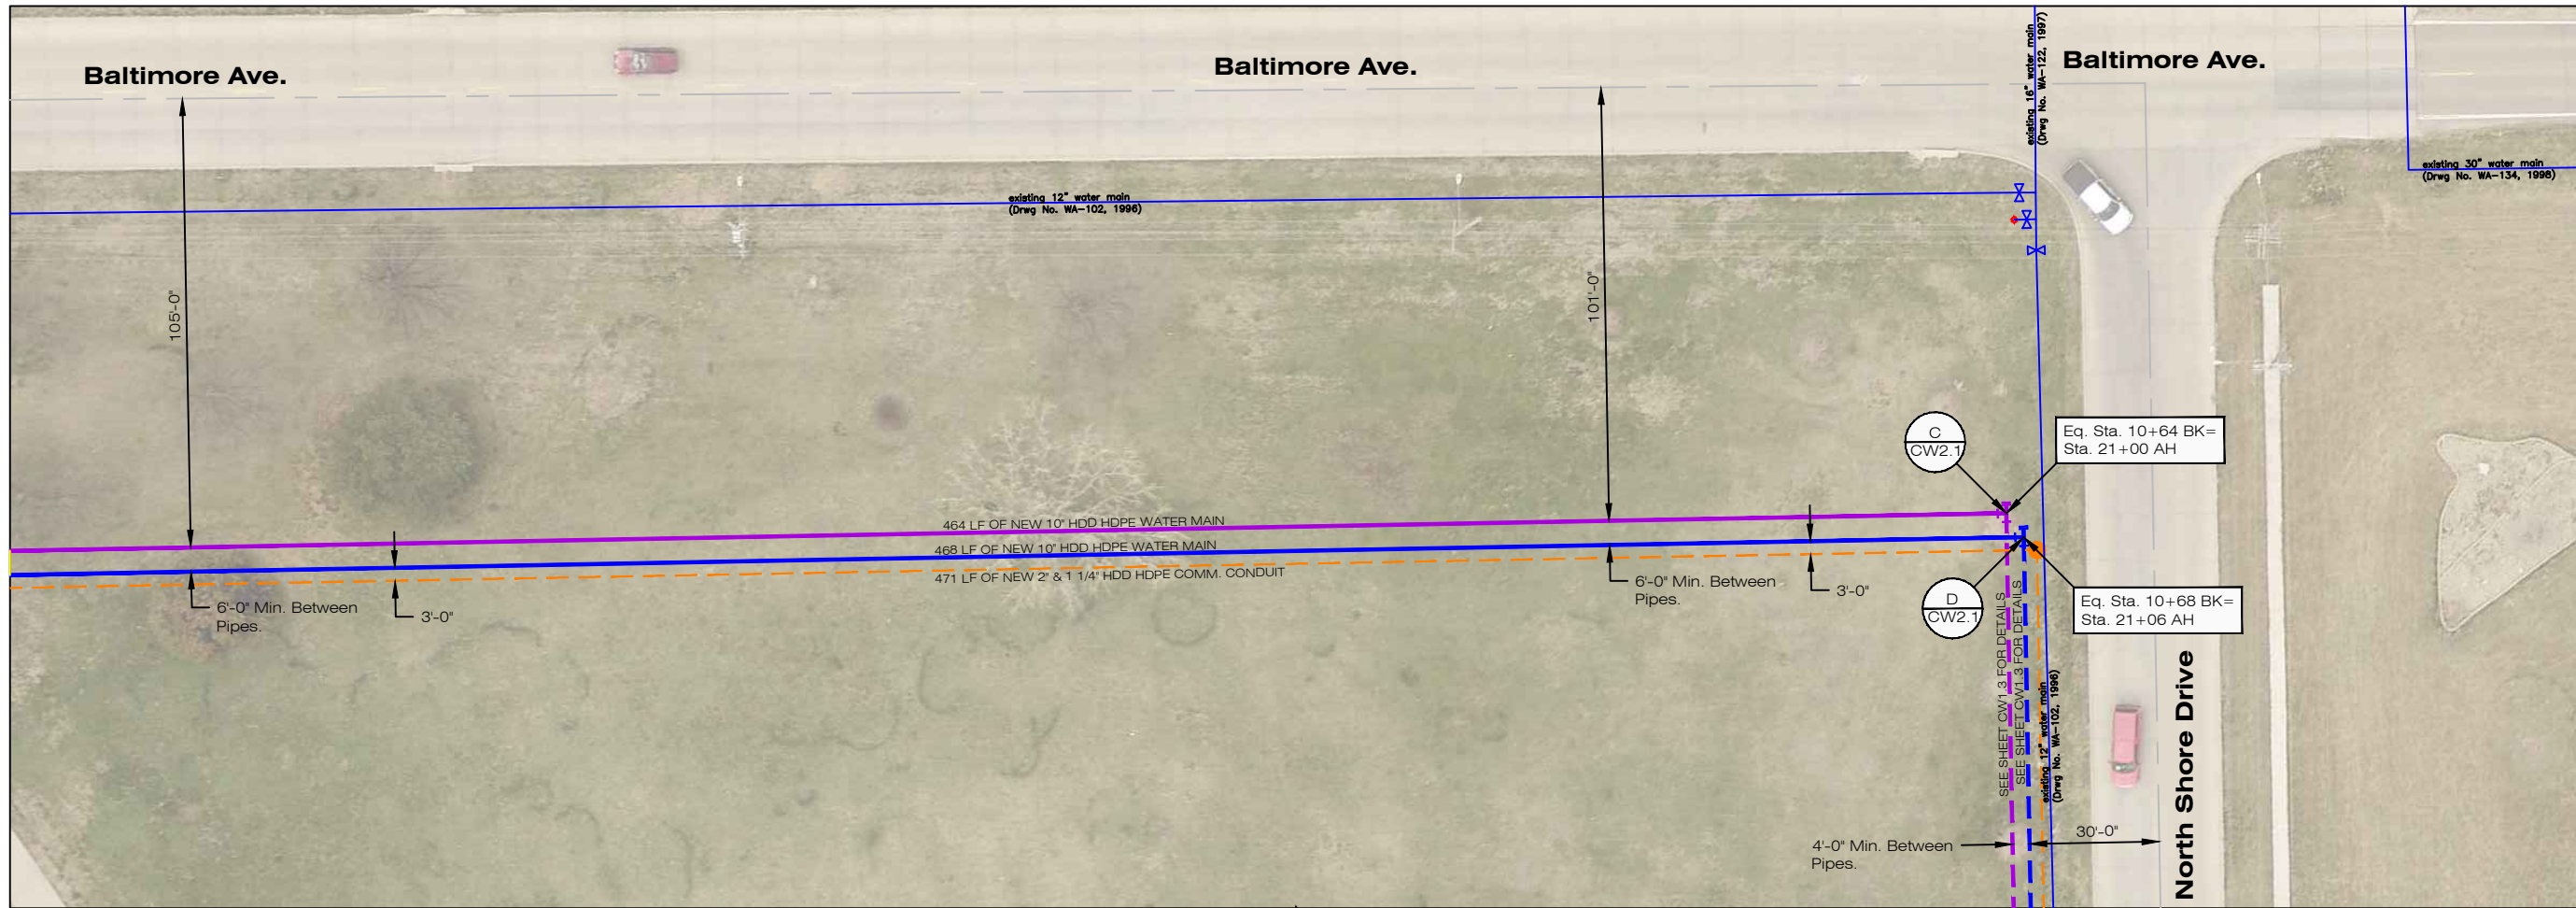 Baltimore Ave.
Baltimore Ave.
Baltimore Ave.
existing 16" water main
(Drwg No. WA-122, 1997)
existing 30" water main
(Drwg No. WA-134, 1998)
existing 12" water main
(Drwg No. WA-102, 1996)
105'-0"
101'-0"
C
CW2.1
Eq. Sta. 10+64 BK=
Sta. 21+00 AH
464 LF OF NEW 10" HDD HDPE WATER MAIN
468 LF OF NEW 10" HDD HDPE WATER MAIN
471 LF OF NEW 2" & 1 1/4" HDD HDPE COMM. CONDUIT
6'-0" Min. Between
Pipes.
3'-0"
6'-0" Min. Between
Pipes.
3'-0"
D
CW2.1
Eq. Sta. 10+68 BK=
Sta. 21+06 AH
SEE SHEET CW1.3 FOR DETAILS
SEE SHEET CW1.3 FOR DETAILS
existing 12" water main
(Drwg No. WA-102, 1996)
North Shore Drive
4'-0" Min. Between
Pipes.
30'-0"